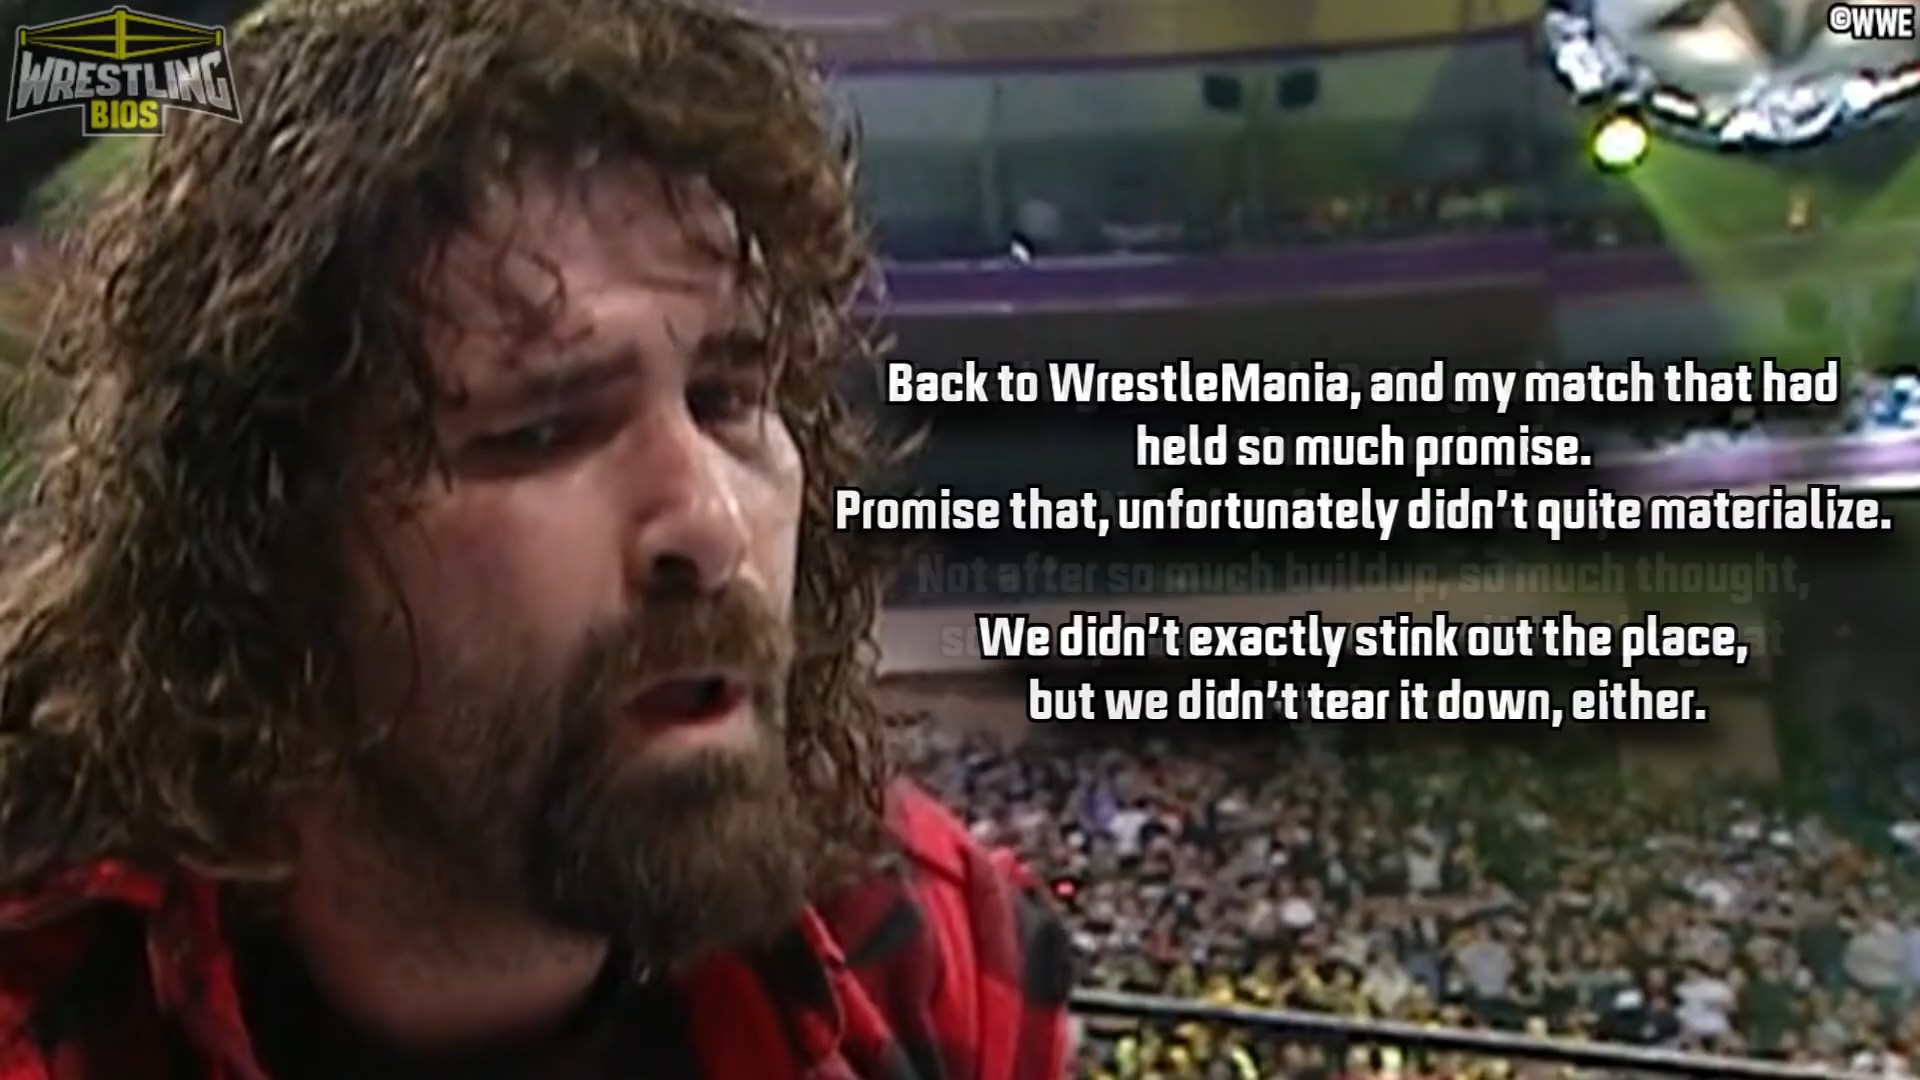 WRESTLING
BIOS
©WWE
Back to WrestleMania, and my match that had
held so much promise.
Promise that, unfortunately didn't quite materialize.
Not after so much buildup, so much thought,
We didn't exactly stink out the place,
but we didn't tear it down, either.